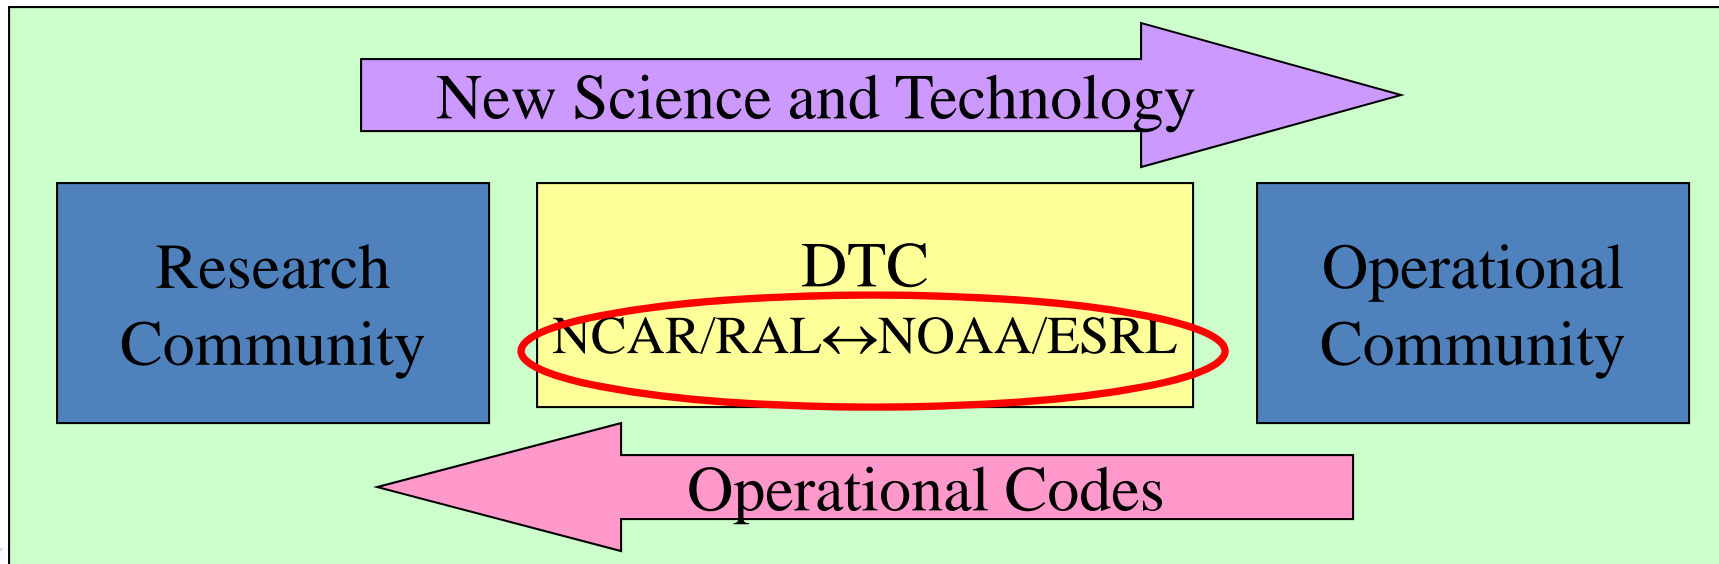 New Science and Technology
Research
Community
DTC
NCAR/RAL↔NOAA/ESRL
Operational
Community
Operational Codes